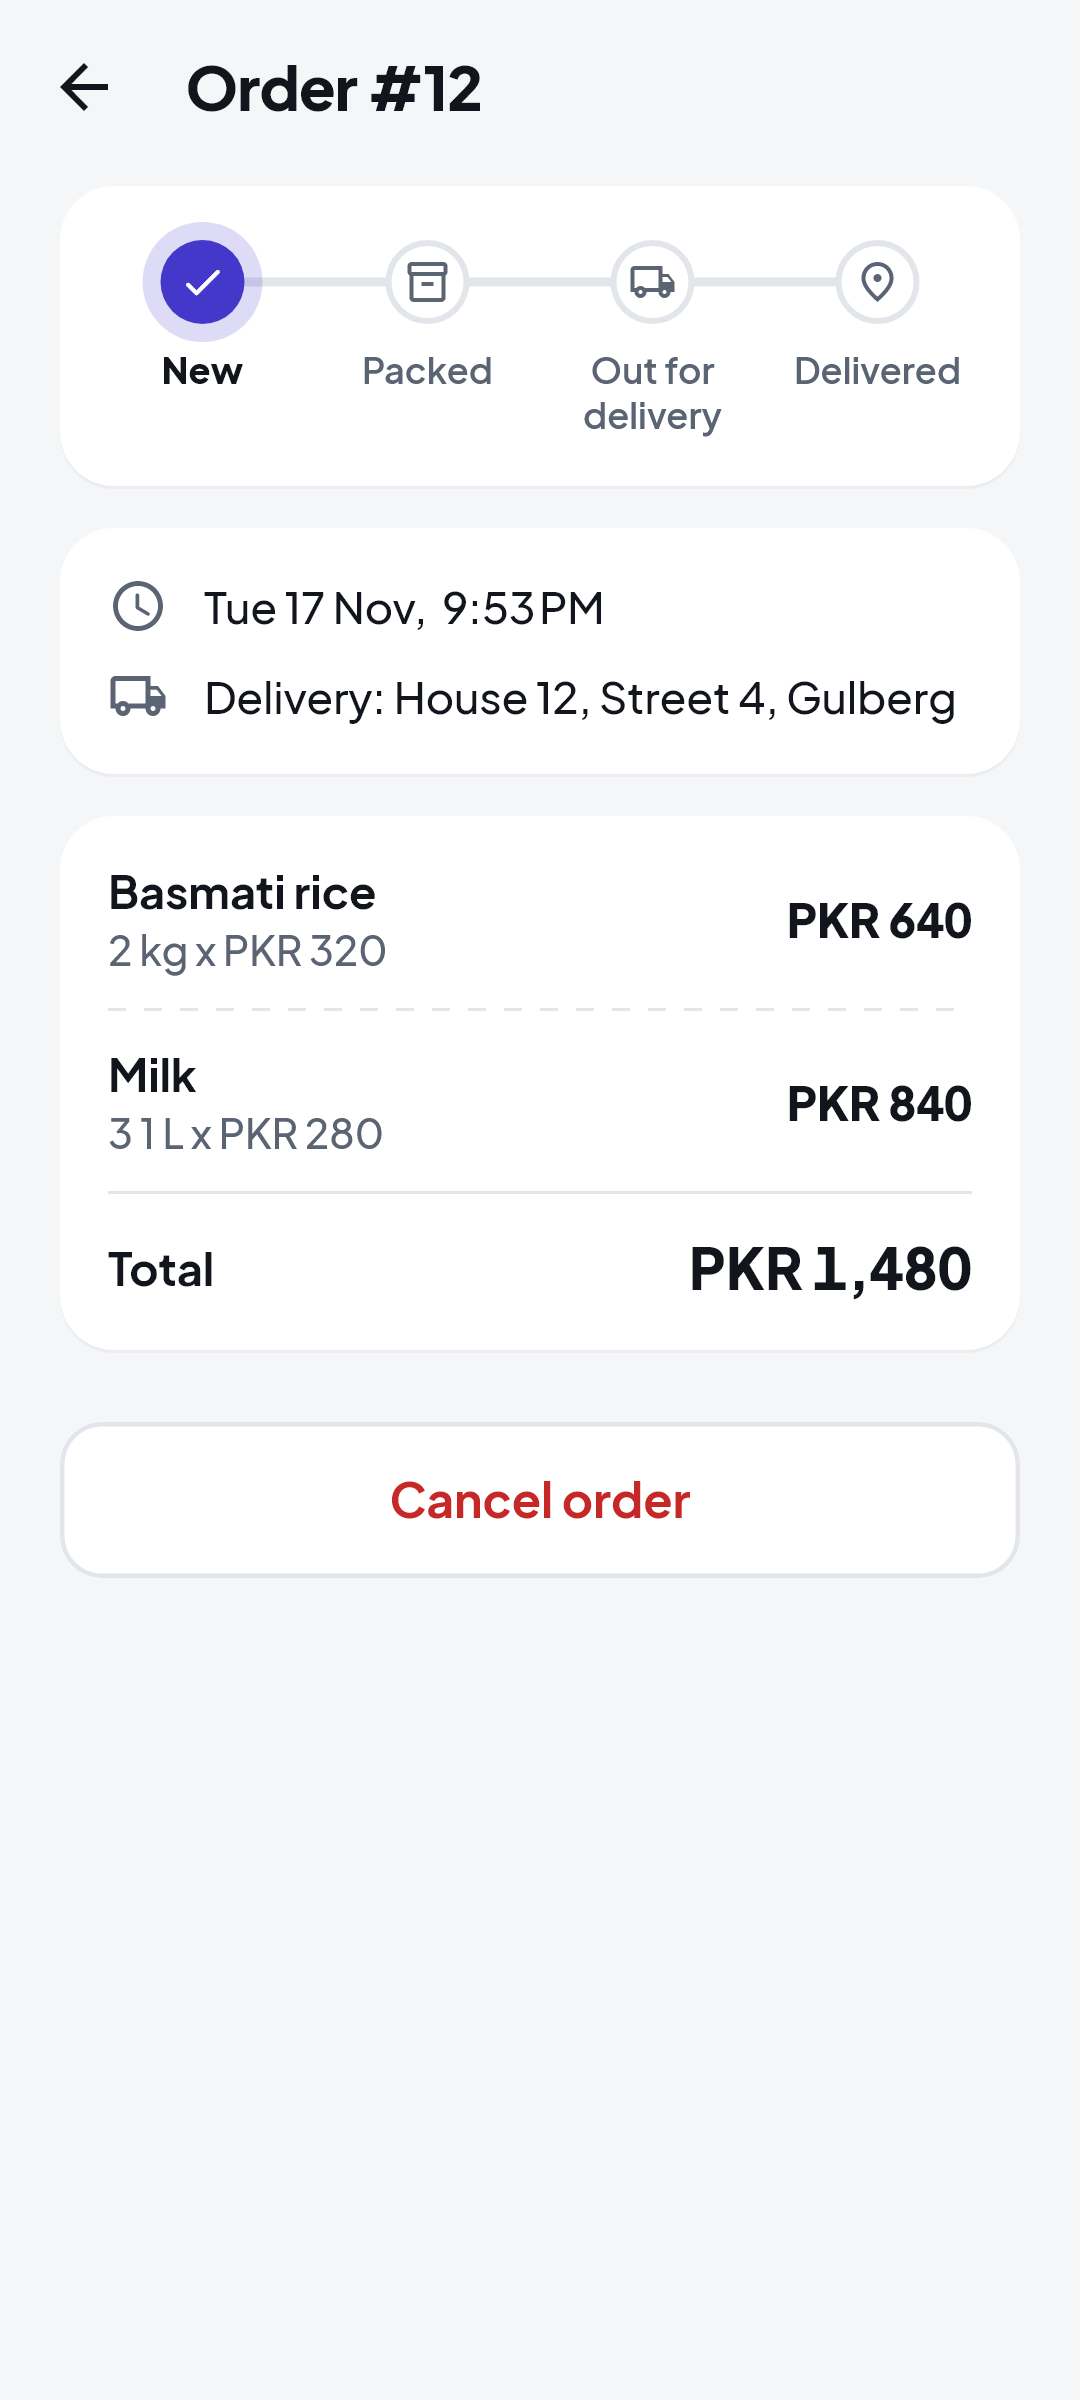 Order #12
New
Packed
Out for
delivery
Delivered
Tue 17 Nov, 9:53 PM
Delivery: House 12, Street 4, Gulberg
Basmati rice
2 kg x PKR 320
PKR 640
Milk
3 1 L x PKR 280
PKR 840
Total
PKR 1,480
Cancel order